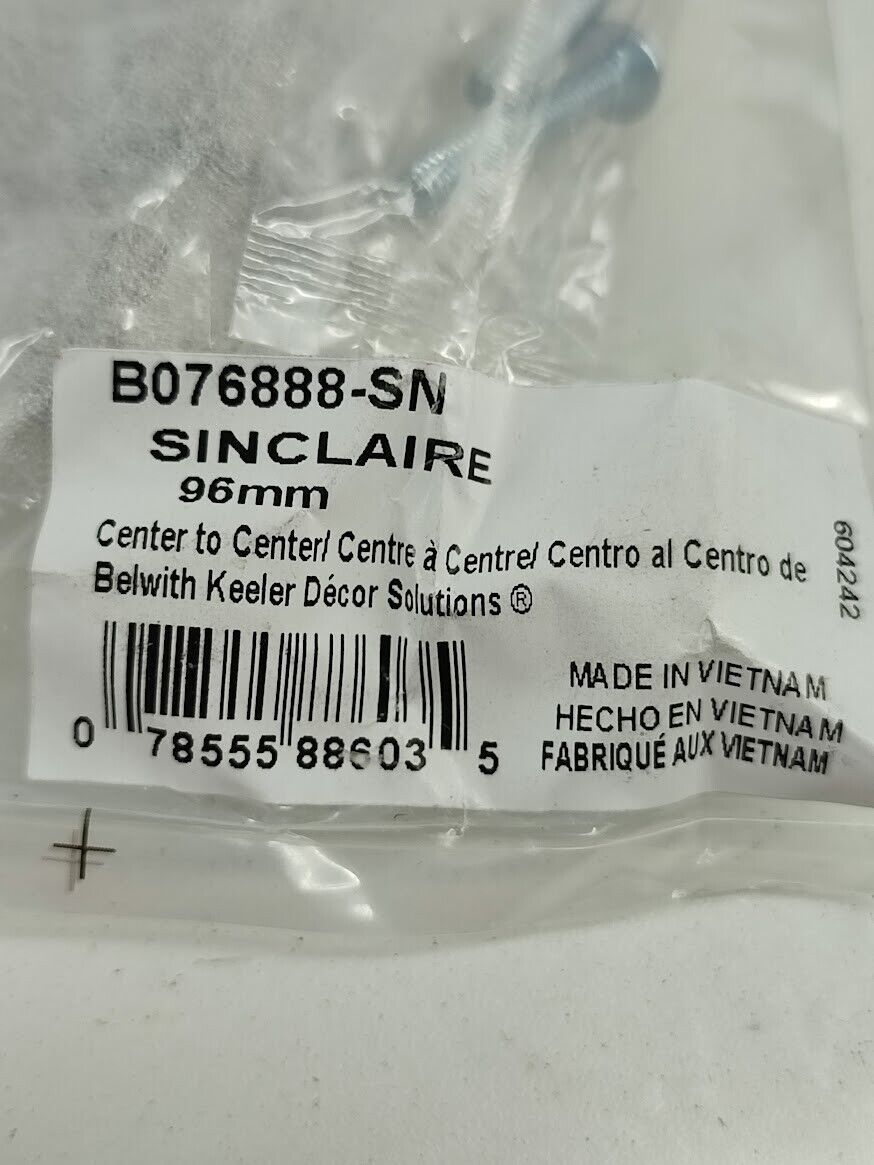 B076888-SN
SINCLAIRE
96mm
Center to Center/ Centre à Centre/ Centro al Centro de
Belwith Keeler Décor Solutions ®
604242
MADE IN VIETNAM
HECHO EN VIETNAM
FABRIQUÉ AUX VIETNAM
0 78555 88603 5